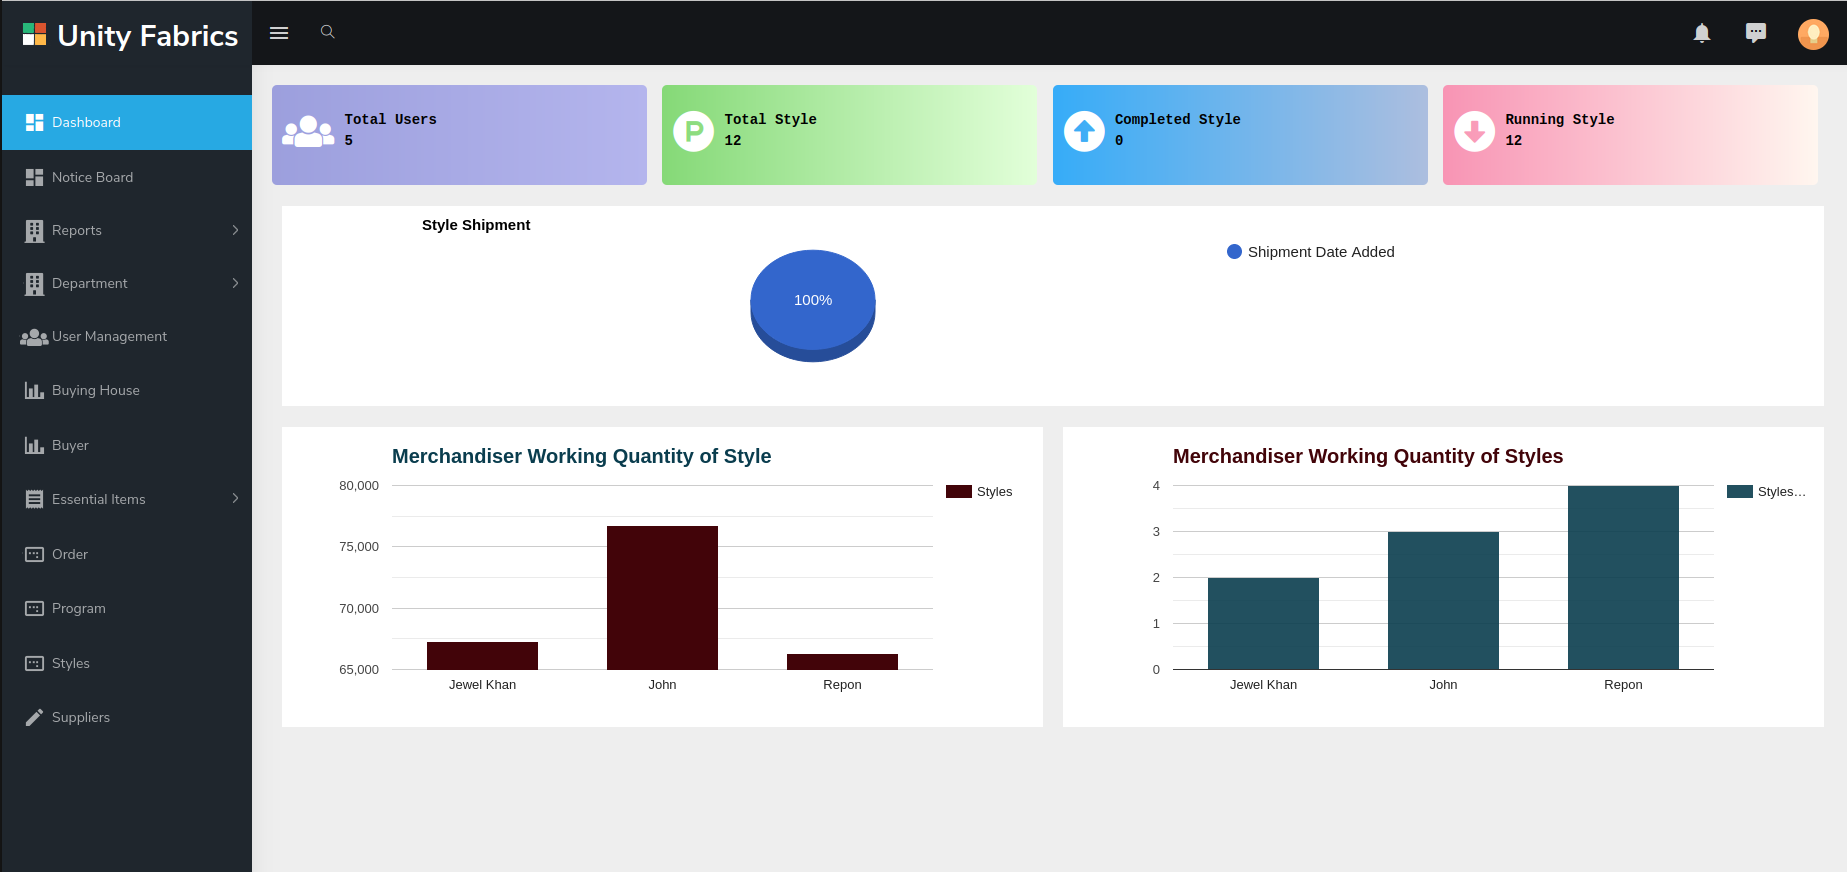 Unity Fabrics
Dashboard
Notice Board
Reports
Department
User Management
Buying House
Buyer
Essential Items
Order
Program
Styles
Suppliers
Total Users
5
P
Total Style
12
Completed Style
0
Running Style
12
Style Shipment
100%
Shipment Date Added
Merchandiser Working Quantity of Style
80,000
75,000
70,000
65,000
Jewel Khan
John
Repon
Styles
Merchandiser Working Quantity of Styles
4
3
2
1
0
Jewel Khan
John
Repon
Styles…